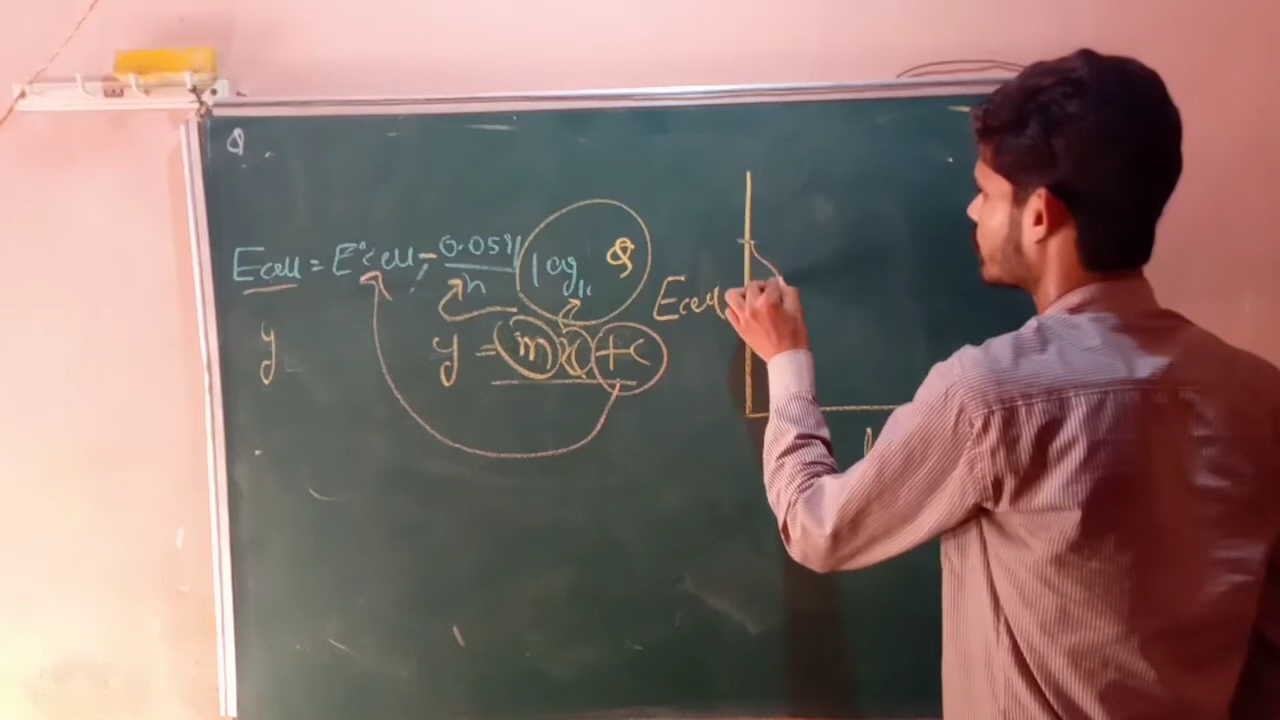 Q
Ecell = E°cell - 0.0591/n log10 Q
Ecell
y y = mx + c